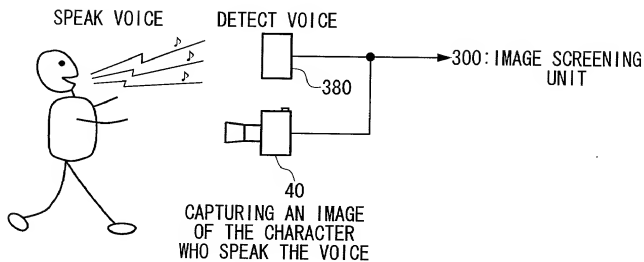 SPEAK VOICE
DETECT VOICE
380
300:IMAGE SCREENING
UNIT
40
CAPTURING AN IMAGE
OF THE CHARACTER
WHO SPEAK THE VOICE